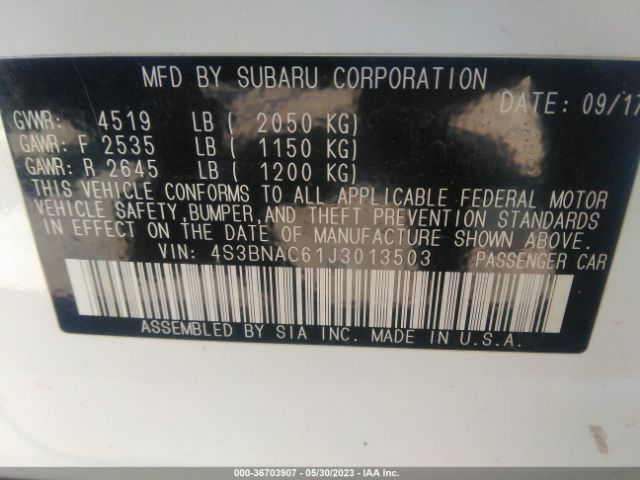 MFD BY SUBARU CORPORATION
DATE: 09/17
GVWR: 4519 LB ( 2050 KG)
GAWR: F 2535 LB ( 1150 KG)
GAWR: R 2645 LB ( 1200 KG)
THIS VEHICLE CONFORMS TO ALL APPLICABLE FEDERAL MOTOR
VEHICLE SAFETY, BUMPER, AND THEFT PREVENTION STANDARDS
IN EFFECT ON THE DATE OF MANUFACTURE SHOWN ABOVE.
VIN: 4S3BNAC61J3013503 PASSENGER CAR
ASSEMBLED BY SIA INC. MADE IN U.S.A.
000-36703907 - 05/30/2023 - IAA Inc.